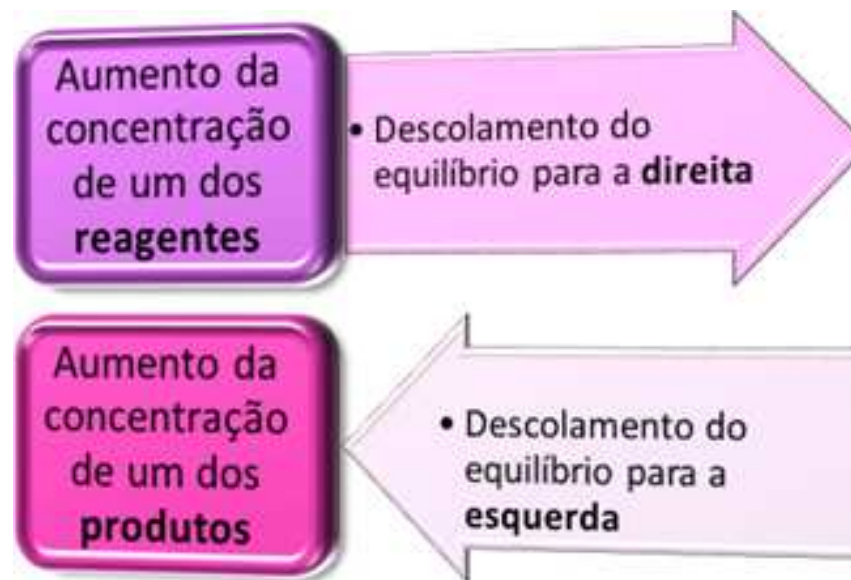 Aumento da
concentração
de um dos
reagentes
• Descolamento do
equilíbrio para a direita
Aumento da
concentração
de um dos
produtos
• Descolamento do
equilíbrio para a
esquerda